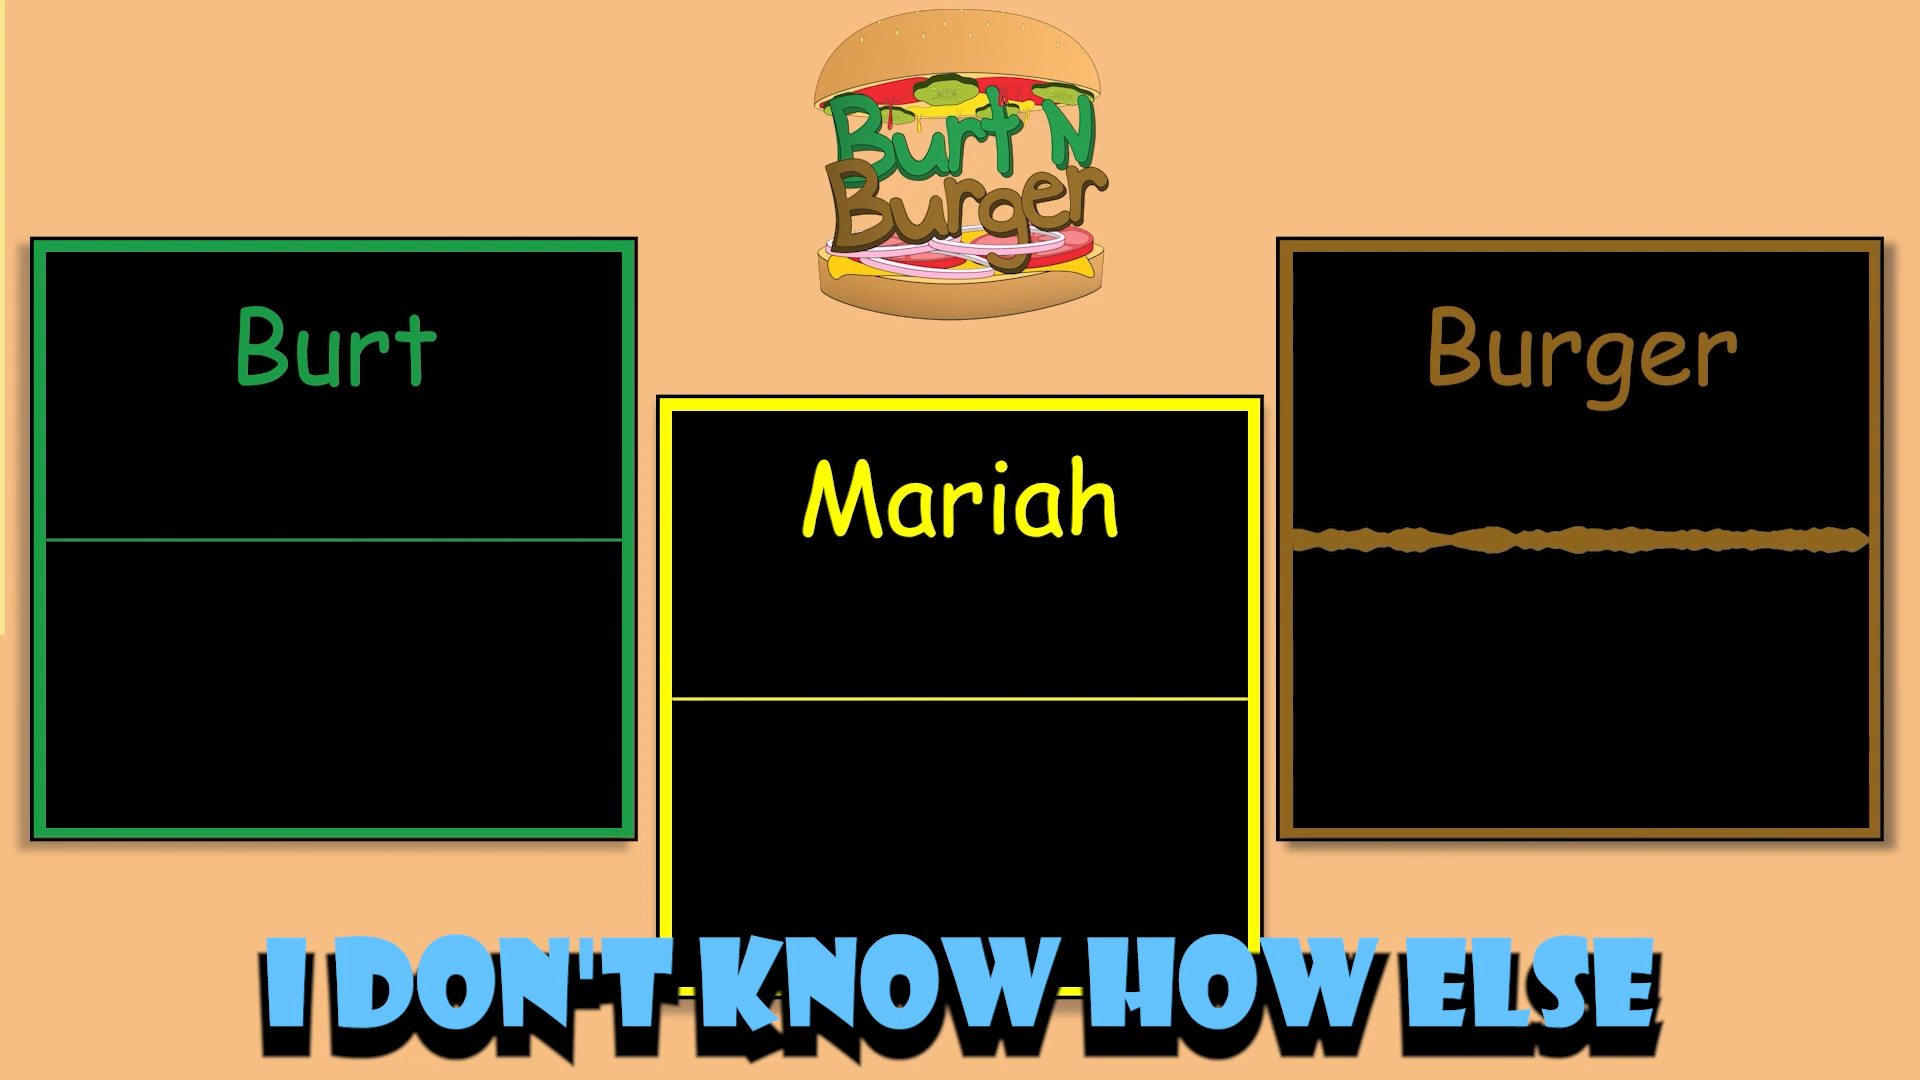 Burt N
Burger
Burt
Burger
Mariah
I DON'T KNOW HOW ELSE